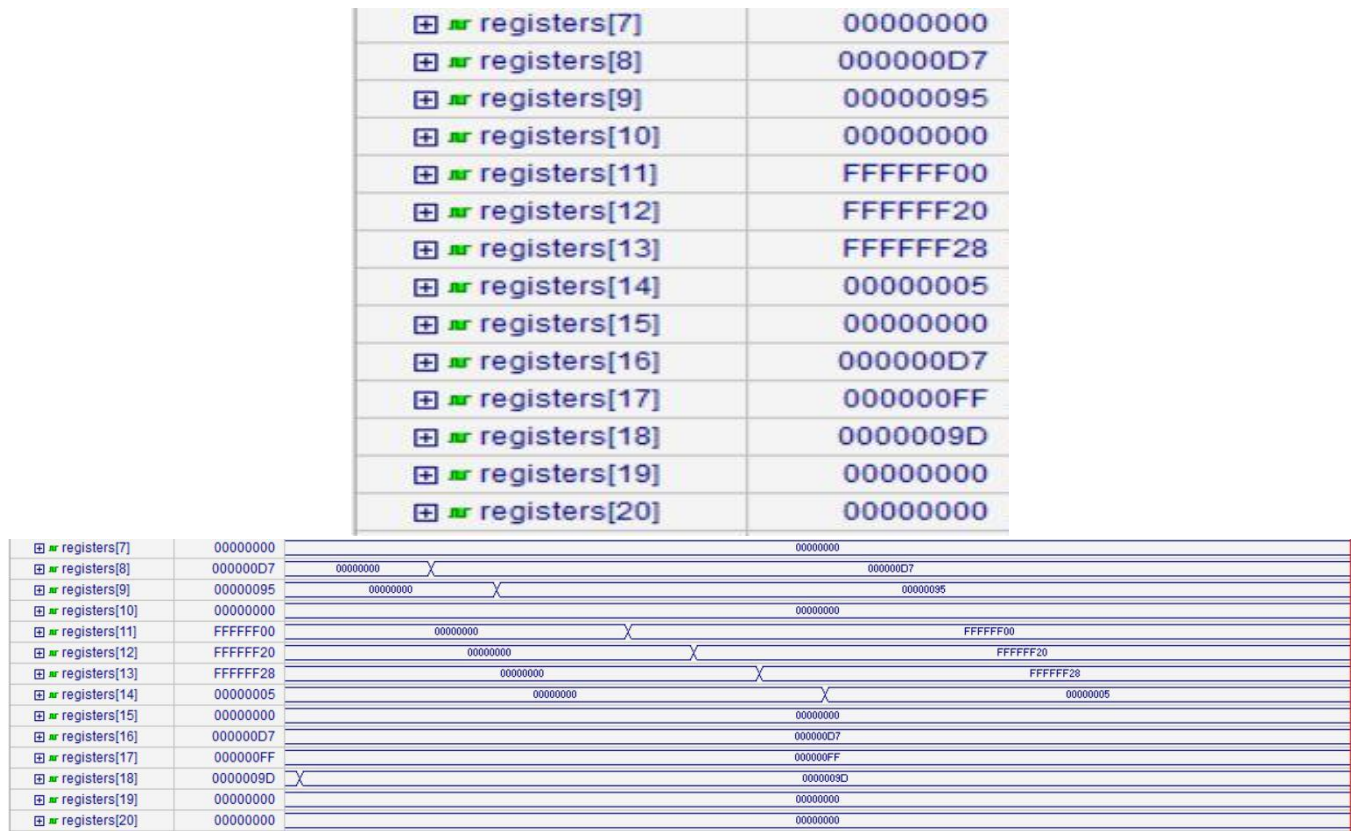 registers[7] 00000000
registers[8] 000000D7
registers[9] 00000095
registers[10] 00000000
registers[11] FFFFFF00
registers[12] FFFFFF20
registers[13] FFFFFF28
registers[14] 00000005
registers[15] 00000000
registers[16] 000000D7
registers[17] 000000FF
registers[18] 0000009D
registers[19] 00000000
registers[20] 00000000
registers[7] 00000000 00000000
registers[8] 000000D7 00000000 000000D7
registers[9] 00000095 00000000 00000095
registers[10] 00000000 00000000
registers[11] FFFFFF00 00000000 FFFFFF00
registers[12] FFFFFF20 00000000 FFFFFF20
registers[13] FFFFFF28 00000000 FFFFFF28
registers[14] 00000005 00000000 00000005
registers[15] 00000000 00000000
registers[16] 000000D7 000000D7
registers[17] 000000FF 000000FF
registers[18] 0000009D 0000009D
registers[19] 00000000 00000000
registers[20] 00000000 00000000